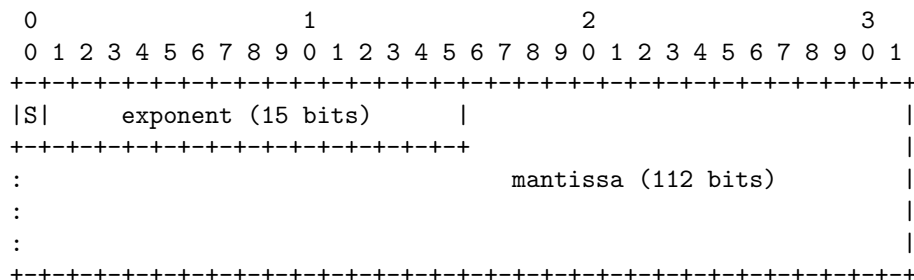 0                   1                   2                   3
 0 1 2 3 4 5 6 7 8 9 0 1 2 3 4 5 6 7 8 9 0 1 2 3 4 5 6 7 8 9 0 1
+-+-+-+-+-+-+-+-+-+-+-+-+-+-+-+-+-+-+-+-+-+-+-+-+-+-+-+-+-+-+-+-+
|S|     exponent (15 bits)      |                               |
+-+-+-+-+-+-+-+-+-+-+-+-+-+-+-+-+                               |
:                                   mantissa (112 bits)         |
:                                                               |
:                                                               |
+-+-+-+-+-+-+-+-+-+-+-+-+-+-+-+-+-+-+-+-+-+-+-+-+-+-+-+-+-+-+-+-+